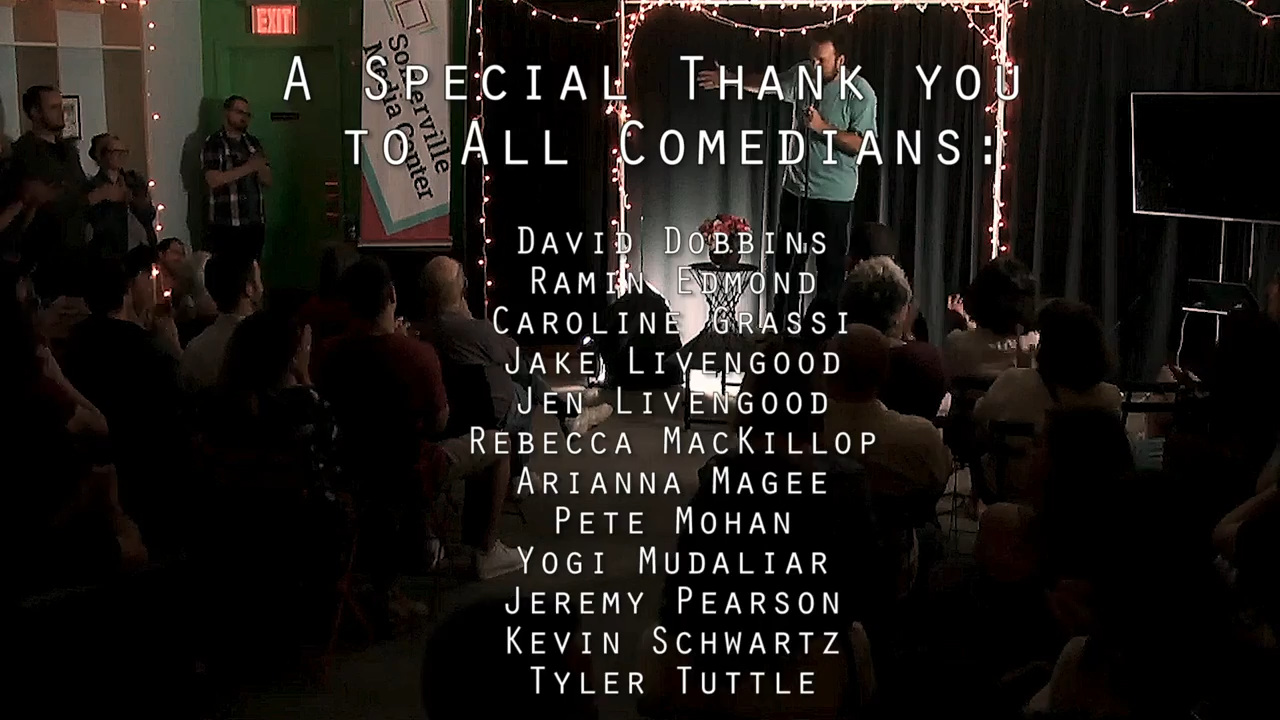 EXIT
Somerville
Media Center
A SPECIAL THANK YOU
TO ALL COMEDIANS:
DAVID DOBBINS
RAMIN EDMOND
CAROLINE GRASSI
JAKE LIVENGOOD
JEN LIVENGOOD
REBECCA MACKILLOP
ARIANNA MAGEE
PETE MOHAN
YOGI MUDALIAR
JEREMY PEARSON
KEVIN SCHWARTZ
TYLER TUTTLE